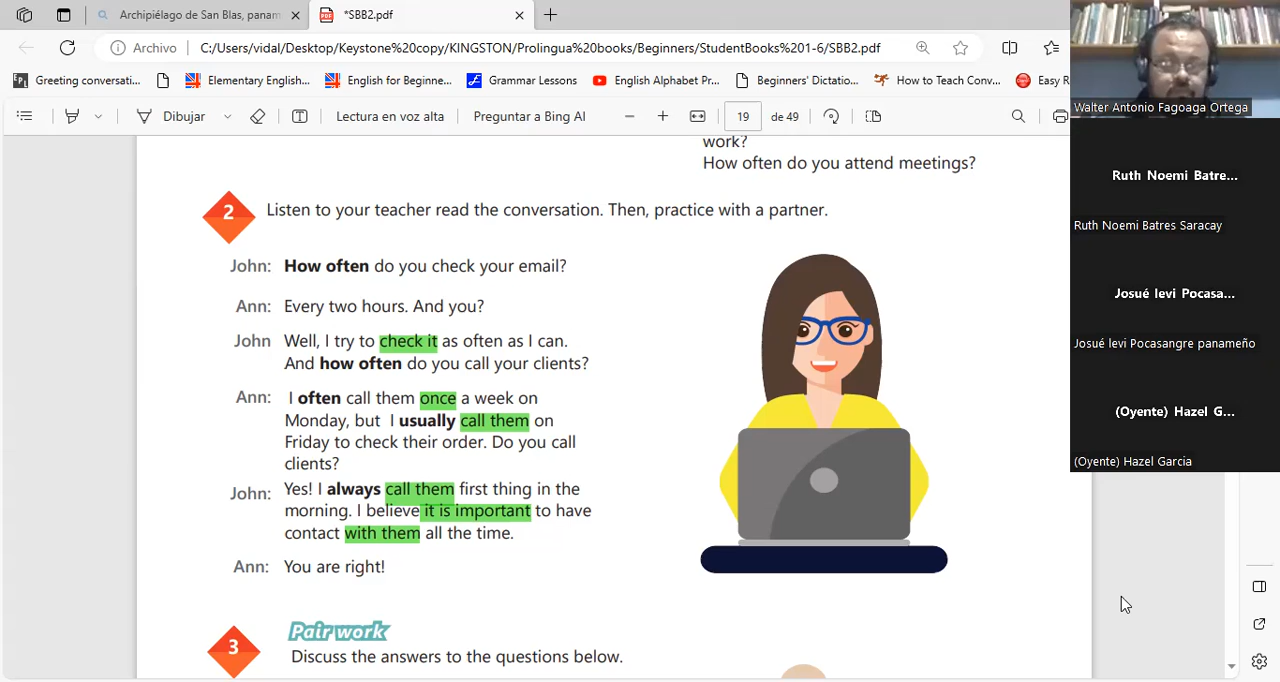 Archipiélago de San Blas, panam
*SBB2.pdf
Archivo
C:/Users/vidal/Desktop/Keystone%20copy/KINGSTON/Prolingua%20books/Beginners/StudentBooks%201-6/SBB2.pdf
Greeting conversati...
Elementary English...
English for Beginne...
Grammar Lessons
English Alphabet Pr...
Beginners' Dictatio...
How to Teach Conv...
Easy R
Dibujar
Lectura en voz alta
Preguntar a Bing AI
19
de 49
work?
How often do you attend meetings?
2
Listen to your teacher read the conversation. Then, practice with a partner.
John: How often do you check your email?
Ann: Every two hours. And you?
John Well, I try to check it as often as I can.
And how often do you call your clients?
Ann: I often call them once a week on
Monday, but I usually call them on
Friday to check their order. Do you call
clients?
John: Yes! I always call them first thing in the
morning. I believe it is important to have
contact with them all the time.
Ann: You are right!
3
Pair work
Discuss the answers to the questions below.
Walter Antonio Fagoaga Ortega
Ruth Noemi Batre...
Ruth Noemi Batres Saracay
Josué levi Pocasa...
Josué levi Pocasangre panameño
(Oyente) Hazel G...
(Oyente) Hazel Garcia